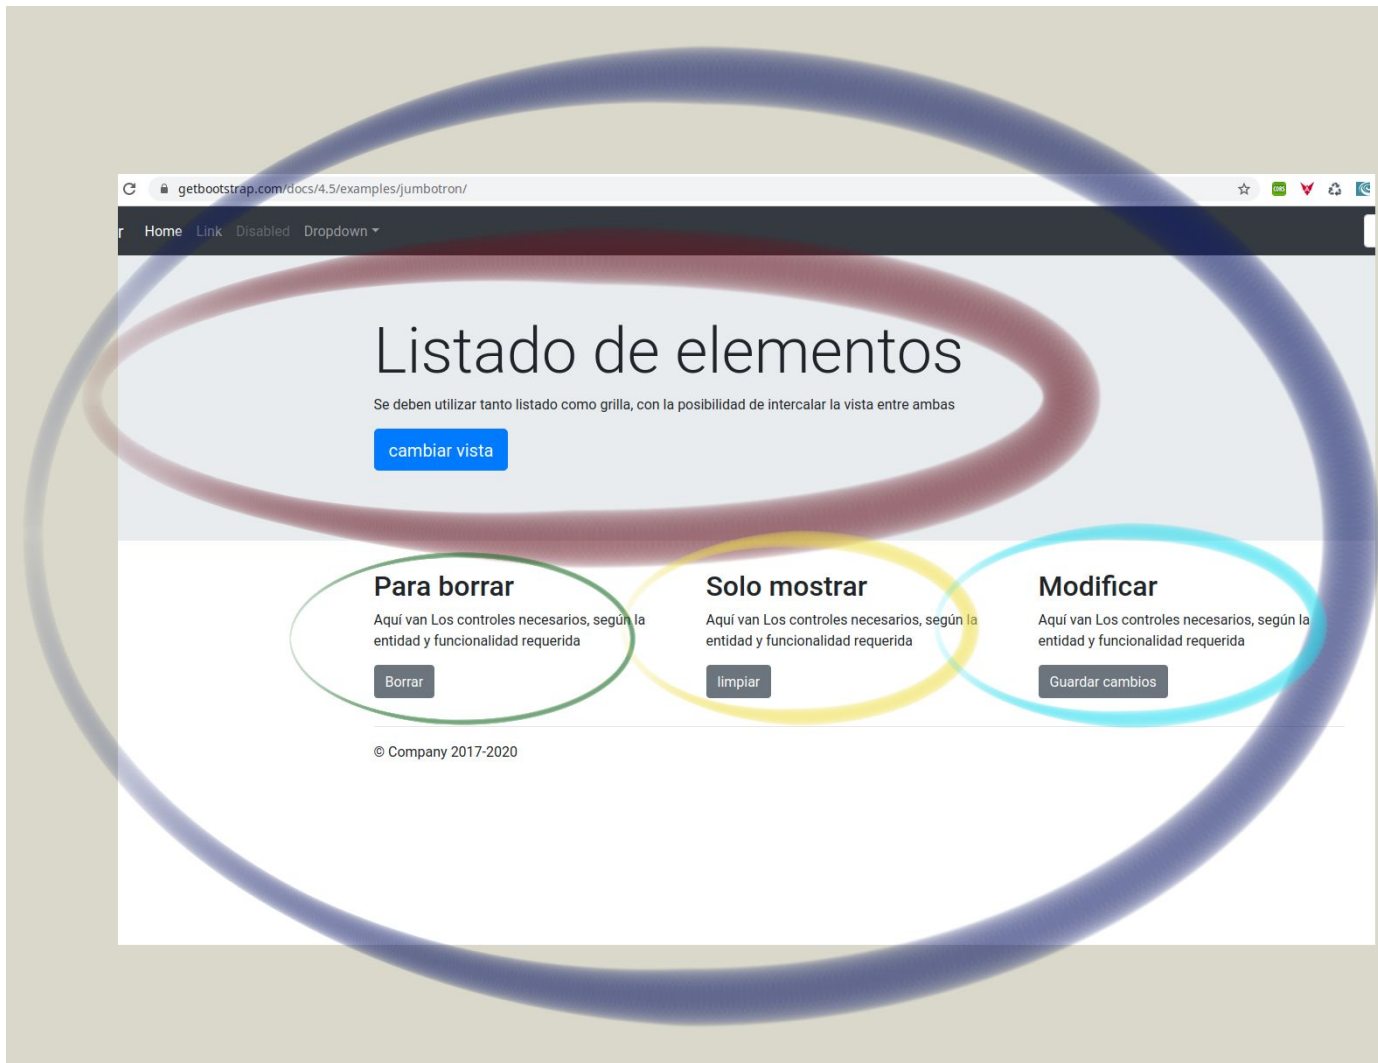 getbootstrap.com/docs/4.5/examples/jumbotron/
r Home Link Disabled Dropdown
Listado de elementos
Se deben utilizar tanto listado como grilla, con la posibilidad de intercalar la vista entre ambas
cambiar vista
Para borrar
Aquí van Los controles necesarios, según la
entidad y funcionalidad requerida
Borrar
Solo mostrar
Aquí van Los controles necesarios, según la
entidad y funcionalidad requerida
limpiar
Modificar
Aquí van Los controles necesarios, según la
entidad y funcionalidad requerida
Guardar cambios
© Company 2017-2020